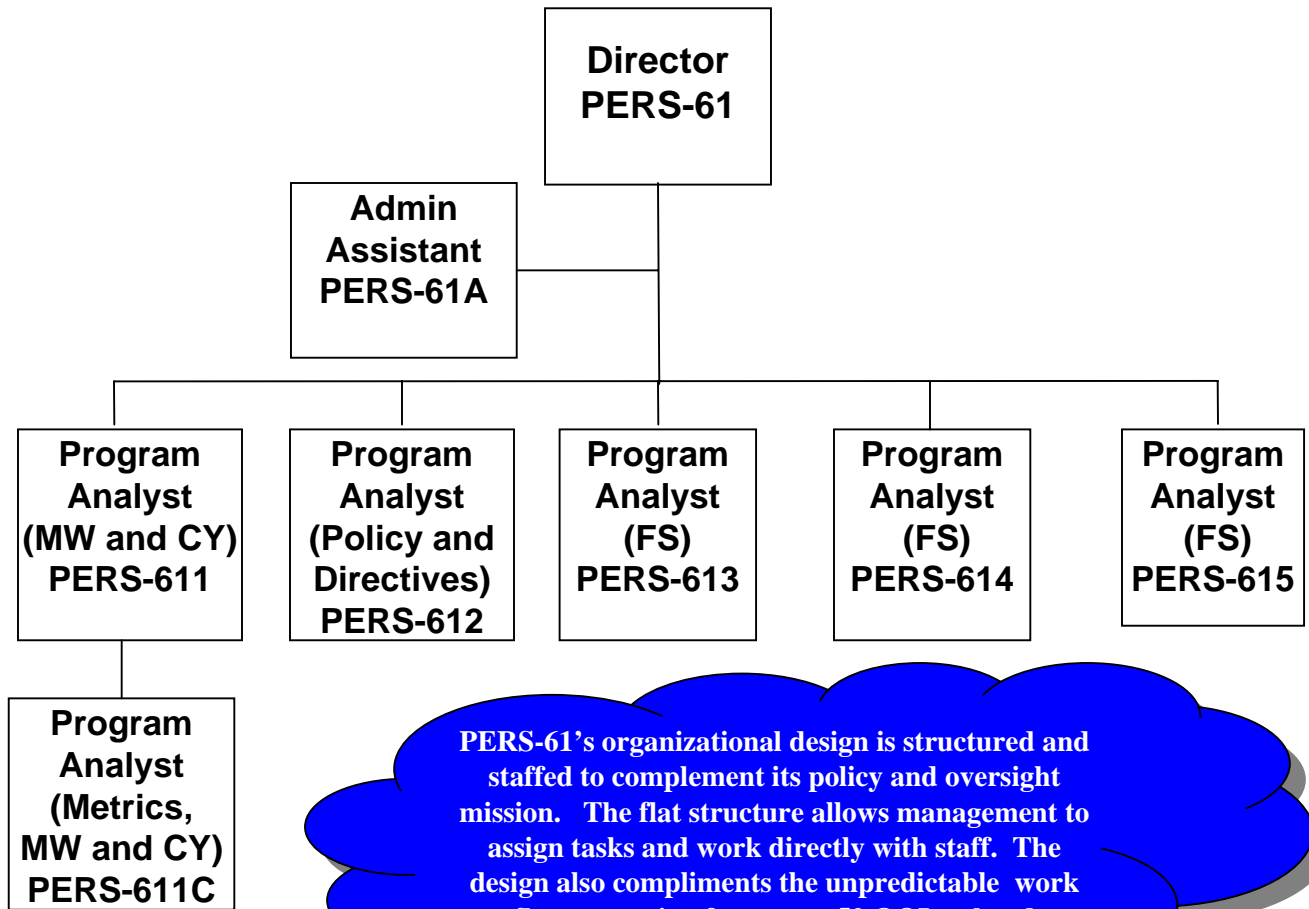 Director
PERS-61
Admin
Assistant
PERS-61A
Program
Analyst
(MW and CY)
PERS-611
Program
Analyst
(Policy and
Directives)
PERS-612
Program
Analyst
(FS)
PERS-613
Program
Analyst
(FS)
PERS-614
Program
Analyst
(FS)
PERS-615
Program
Analyst
(Metrics,
MW and CY)
PERS-611C
PERS-61’s organizational design is structured and
staffed to complement its policy and oversight
mission. The flat structure allows management to
assign tasks and work directly with staff. The
design also compliments the unpredictable work